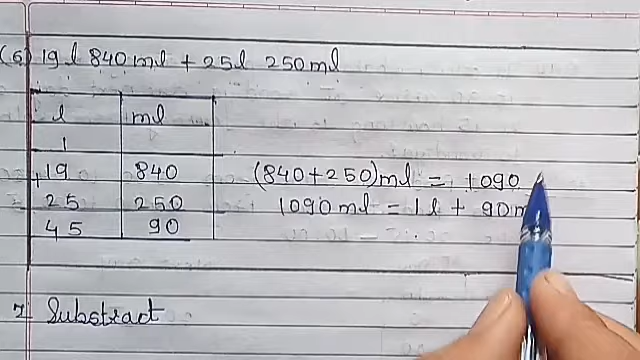 (6) 19 l 840 ml + 25 l 250 ml
l ml
1
+ 19 840 (840+250) ml = 1090
25 250 1090 ml = 1 l + 90 m
45 90
7. Substract